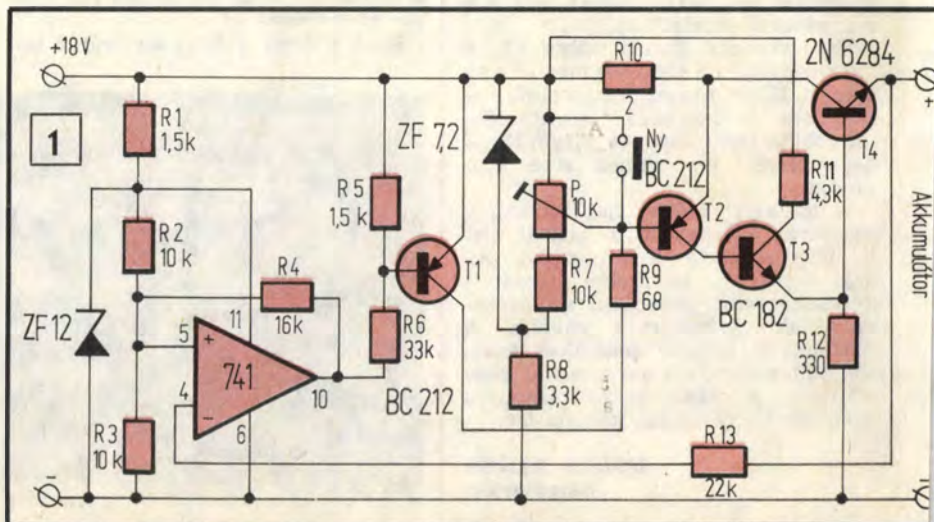 +18V
1
R1
1,5k
R2
10 k
ZF 12
R3
10 k
R4
16k
5
+
11
741
4
−
6
10
R5
1,5 k
R6
33k
T1
BC 212
ZF 7,2
R10
2
A
Ny
P
10k
R7
10k
R8
3,3k
R9
68
BC 212
T2
T3
BC 182
2N 6284
T4
R11
4,3k
R12
330
R13
22k
+
Akkumulátor
−
−